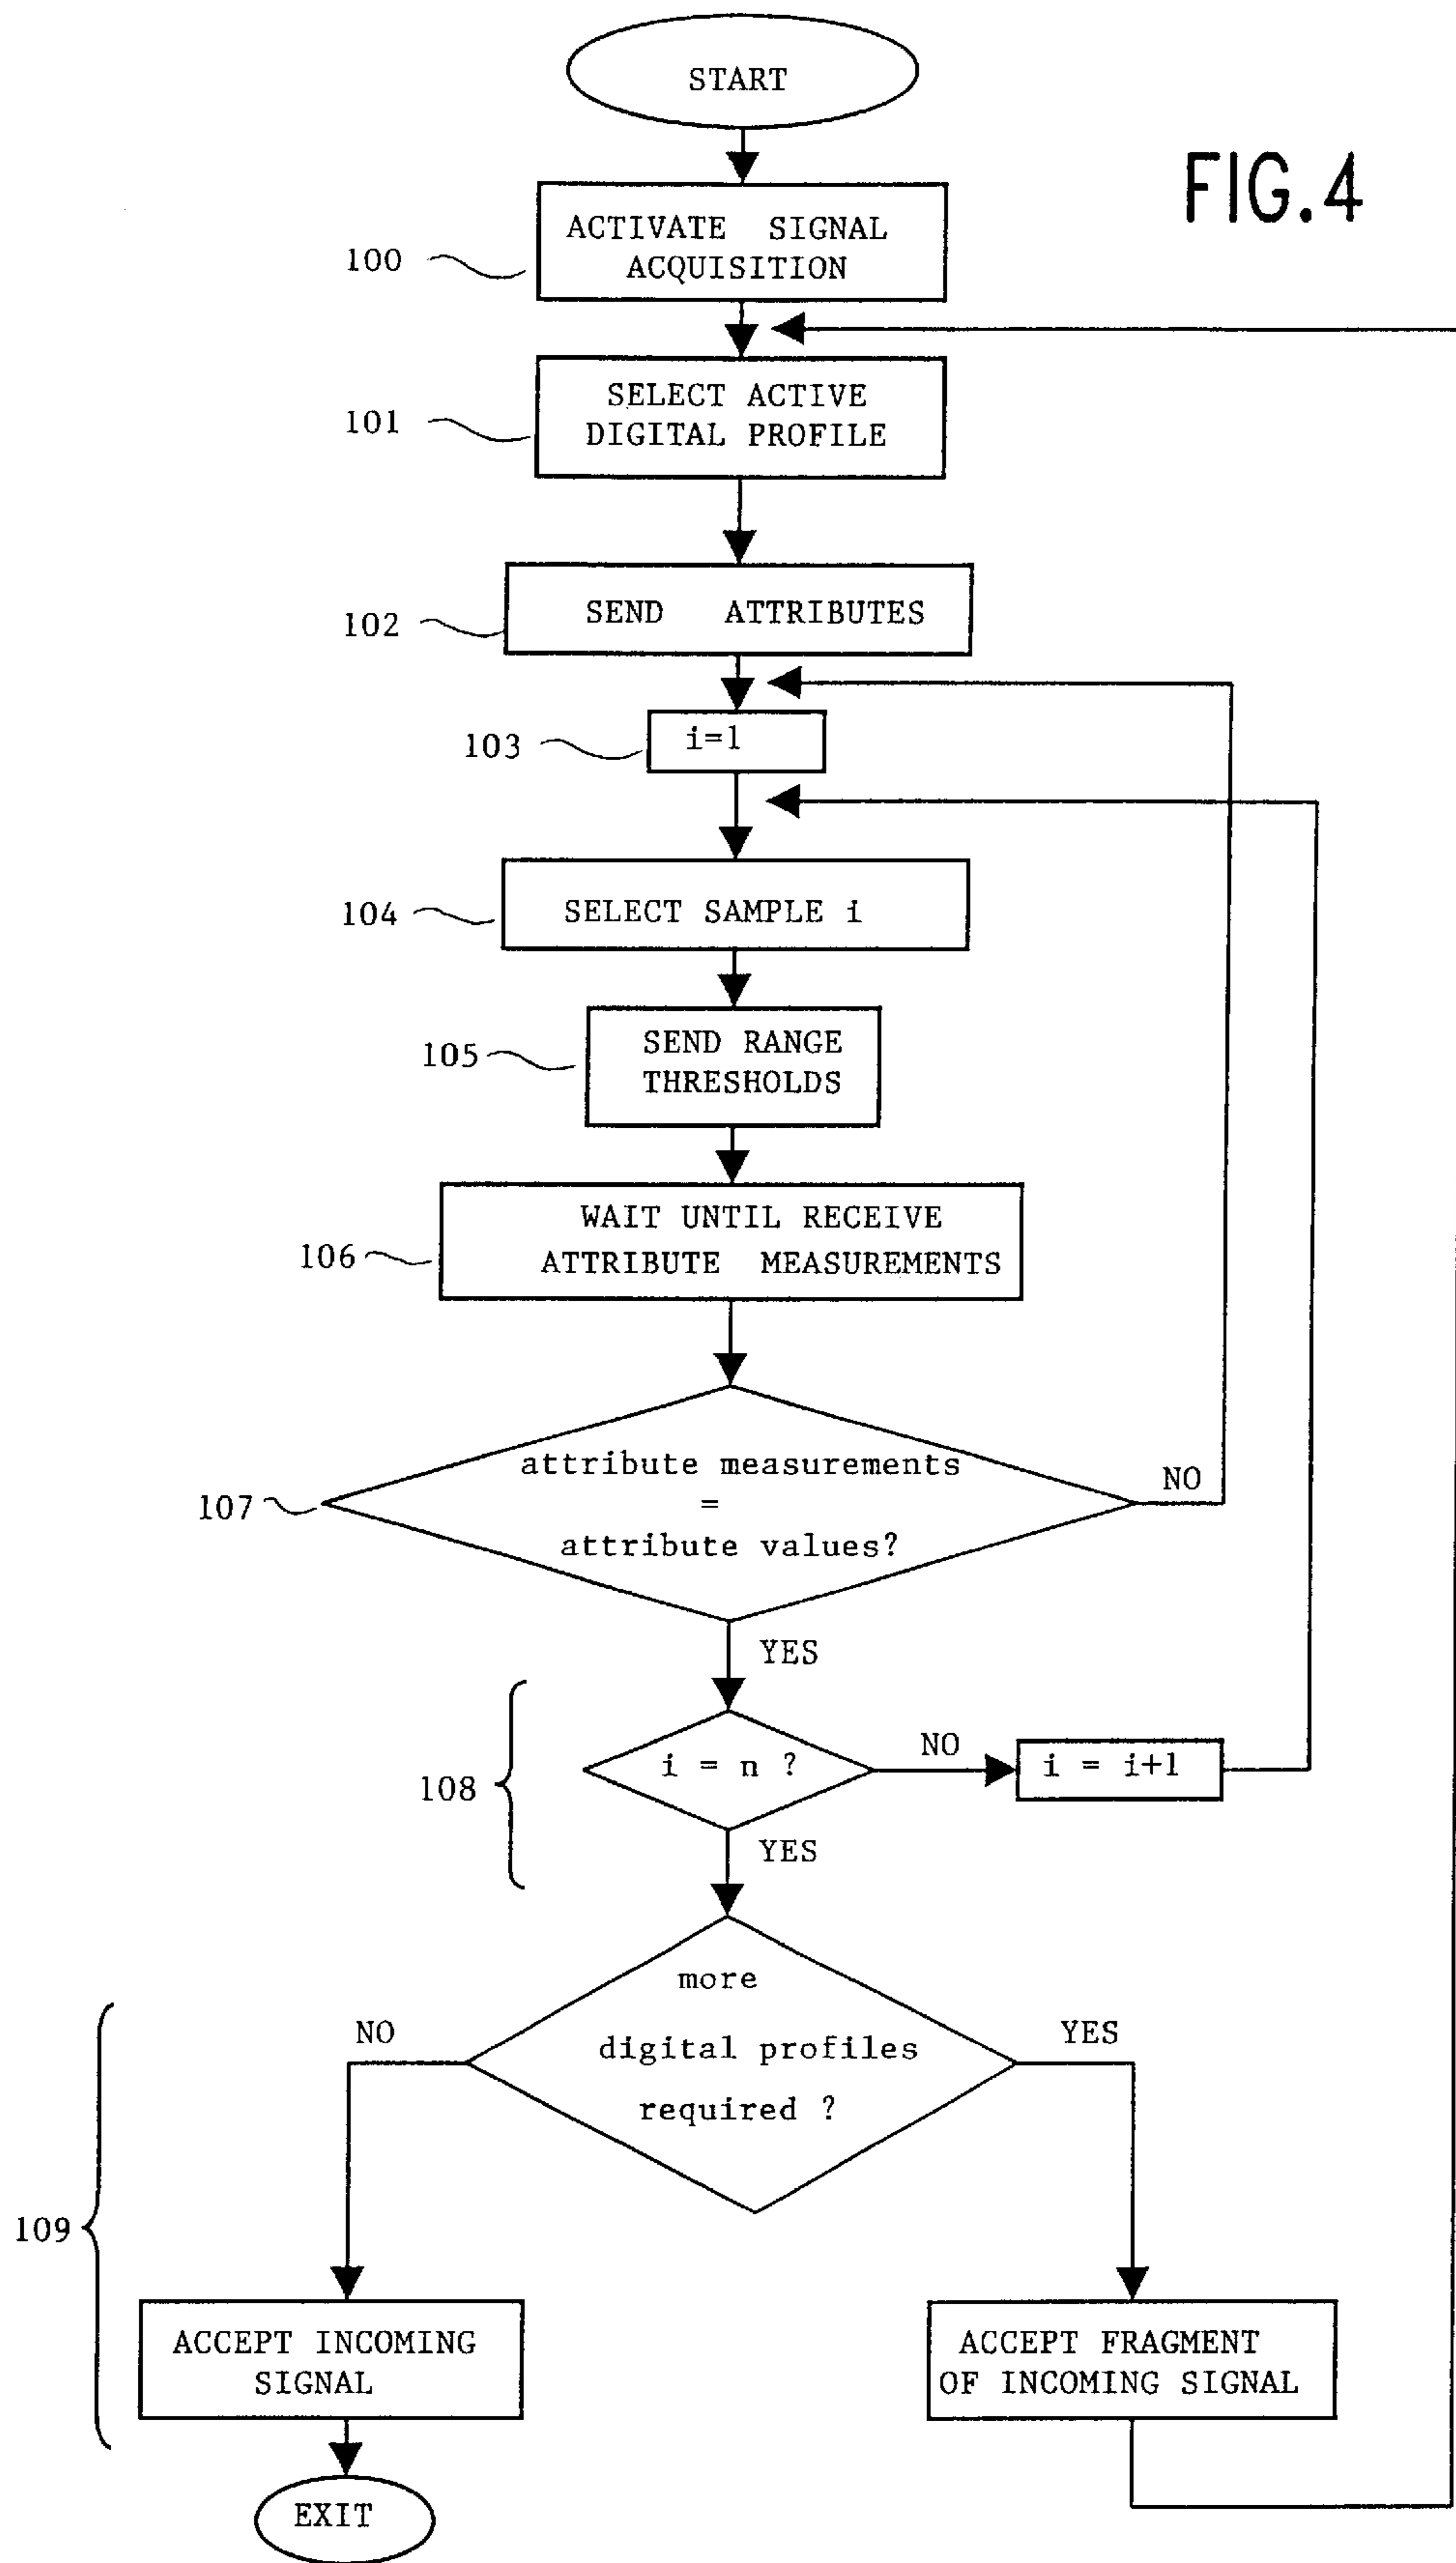 START
FIG.4
ACTIVATE SIGNAL
ACQUISITION
100
SELECT ACTIVE
DIGITAL PROFILE
101
SEND ATTRIBUTES
102
i=1
103
SELECT SAMPLE i
104
SEND RANGE
THRESHOLDS
105
WAIT UNTIL RECEIVE
ATTRIBUTE MEASUREMENTS
106
attribute measurements
=
attribute values?
107
NO
YES
i = n ?
NO
i = i+1
108
YES
more
digital profiles
required ?
NO
YES
109
ACCEPT INCOMING
SIGNAL
ACCEPT FRAGMENT
OF INCOMING SIGNAL
EXIT